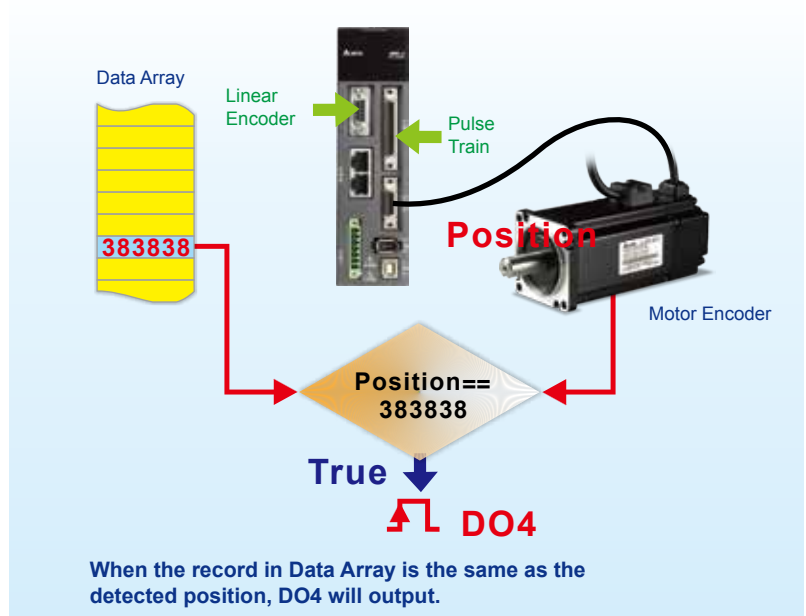 Data Array
Linear
Encoder
Pulse
Train
383838
Position
Motor Encoder
Position==
383838
True
DO4
When the record in Data Array is the same as the
detected position, DO4 will output.